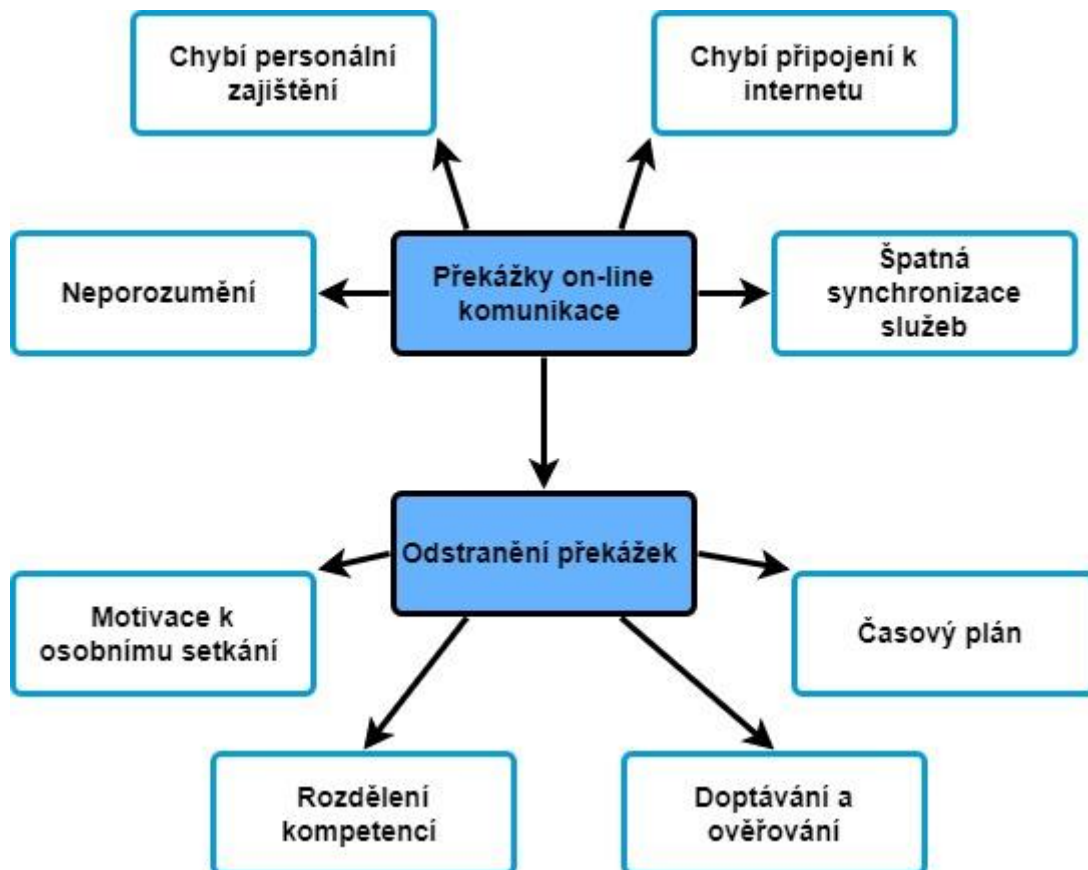 Chybí personální
zajištění
Chybí připojení k
internetu
Neporozumění
Překážky on-line
komunikace
Špatná
synchronizace
služeb
Odstranění překážek
Motivace k
osobnímu setkání
Časový plán
Rozdělení
kompetencí
Doptávání a
ověřování